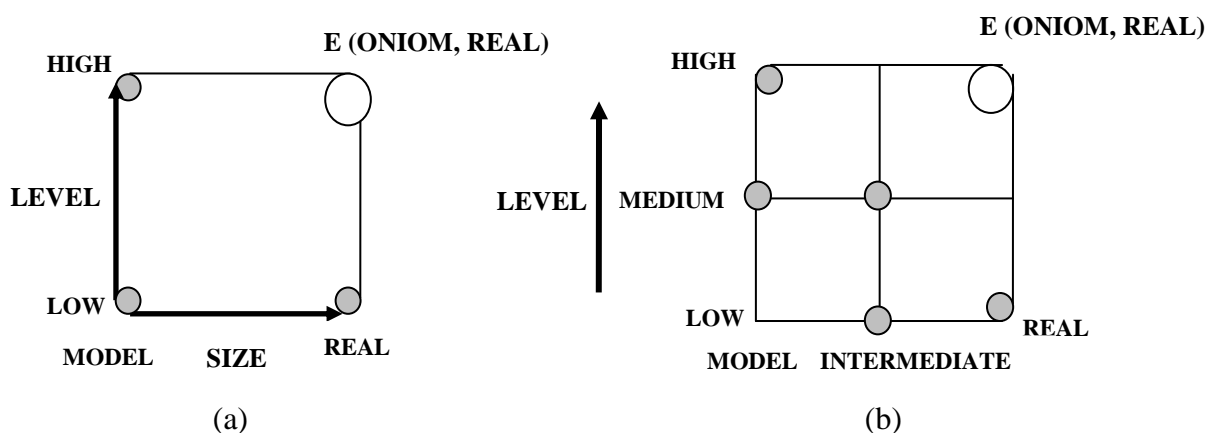 E (ONIOM, REAL)
HIGH
LEVEL
LOW
MODEL SIZE REAL
(a)
E (ONIOM, REAL)
HIGH
LEVEL MEDIUM
LOW
REAL
MODEL INTERMEDIATE
(b)